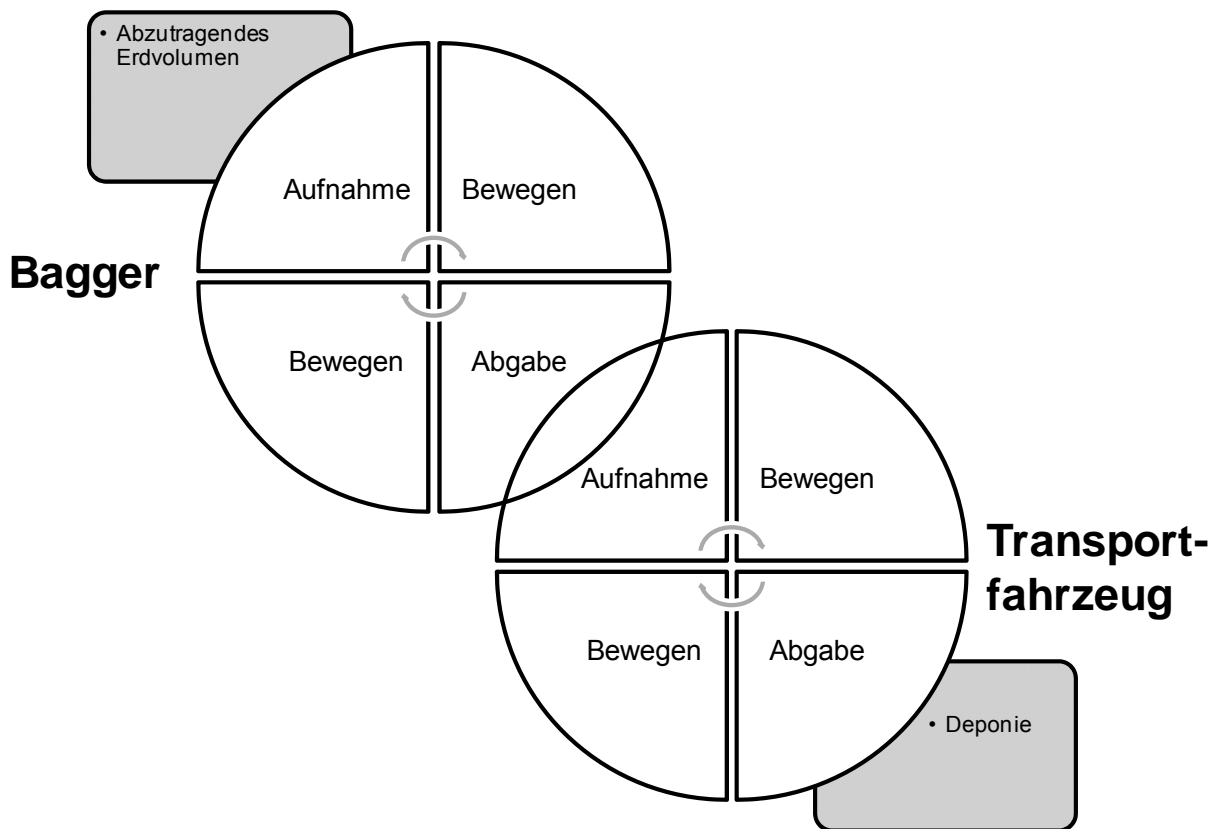 • Abzutragendes
Erdvolumen
Aufnahme
Bewegen
Bagger
Bewegen
Abgabe
Aufnahme
Bewegen
Transport-
fahrzeug
Bewegen
Abgabe
• Deponie